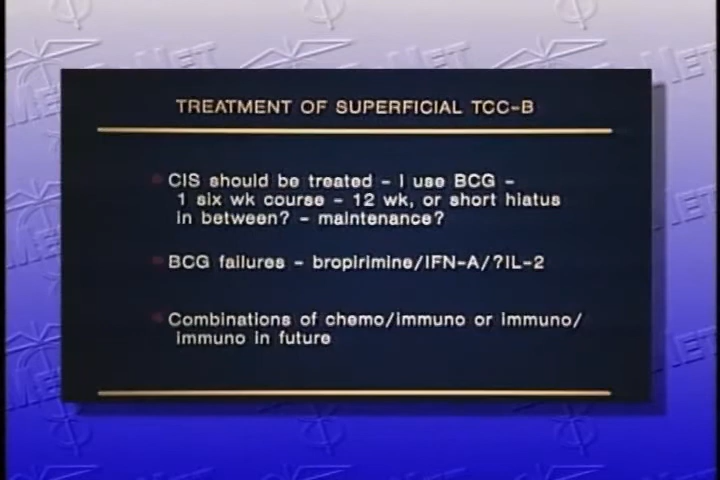 TREATMENT OF SUPERFICIAL TCC-B
CIS should be treated - I use BCG -
1 six wk course - 12 wk, or short hiatus
in between? - maintenance?
BCG failures - bropirimine/IFN-A/?IL-2
Combinations of chemo/immuno or immuno/
immuno in future